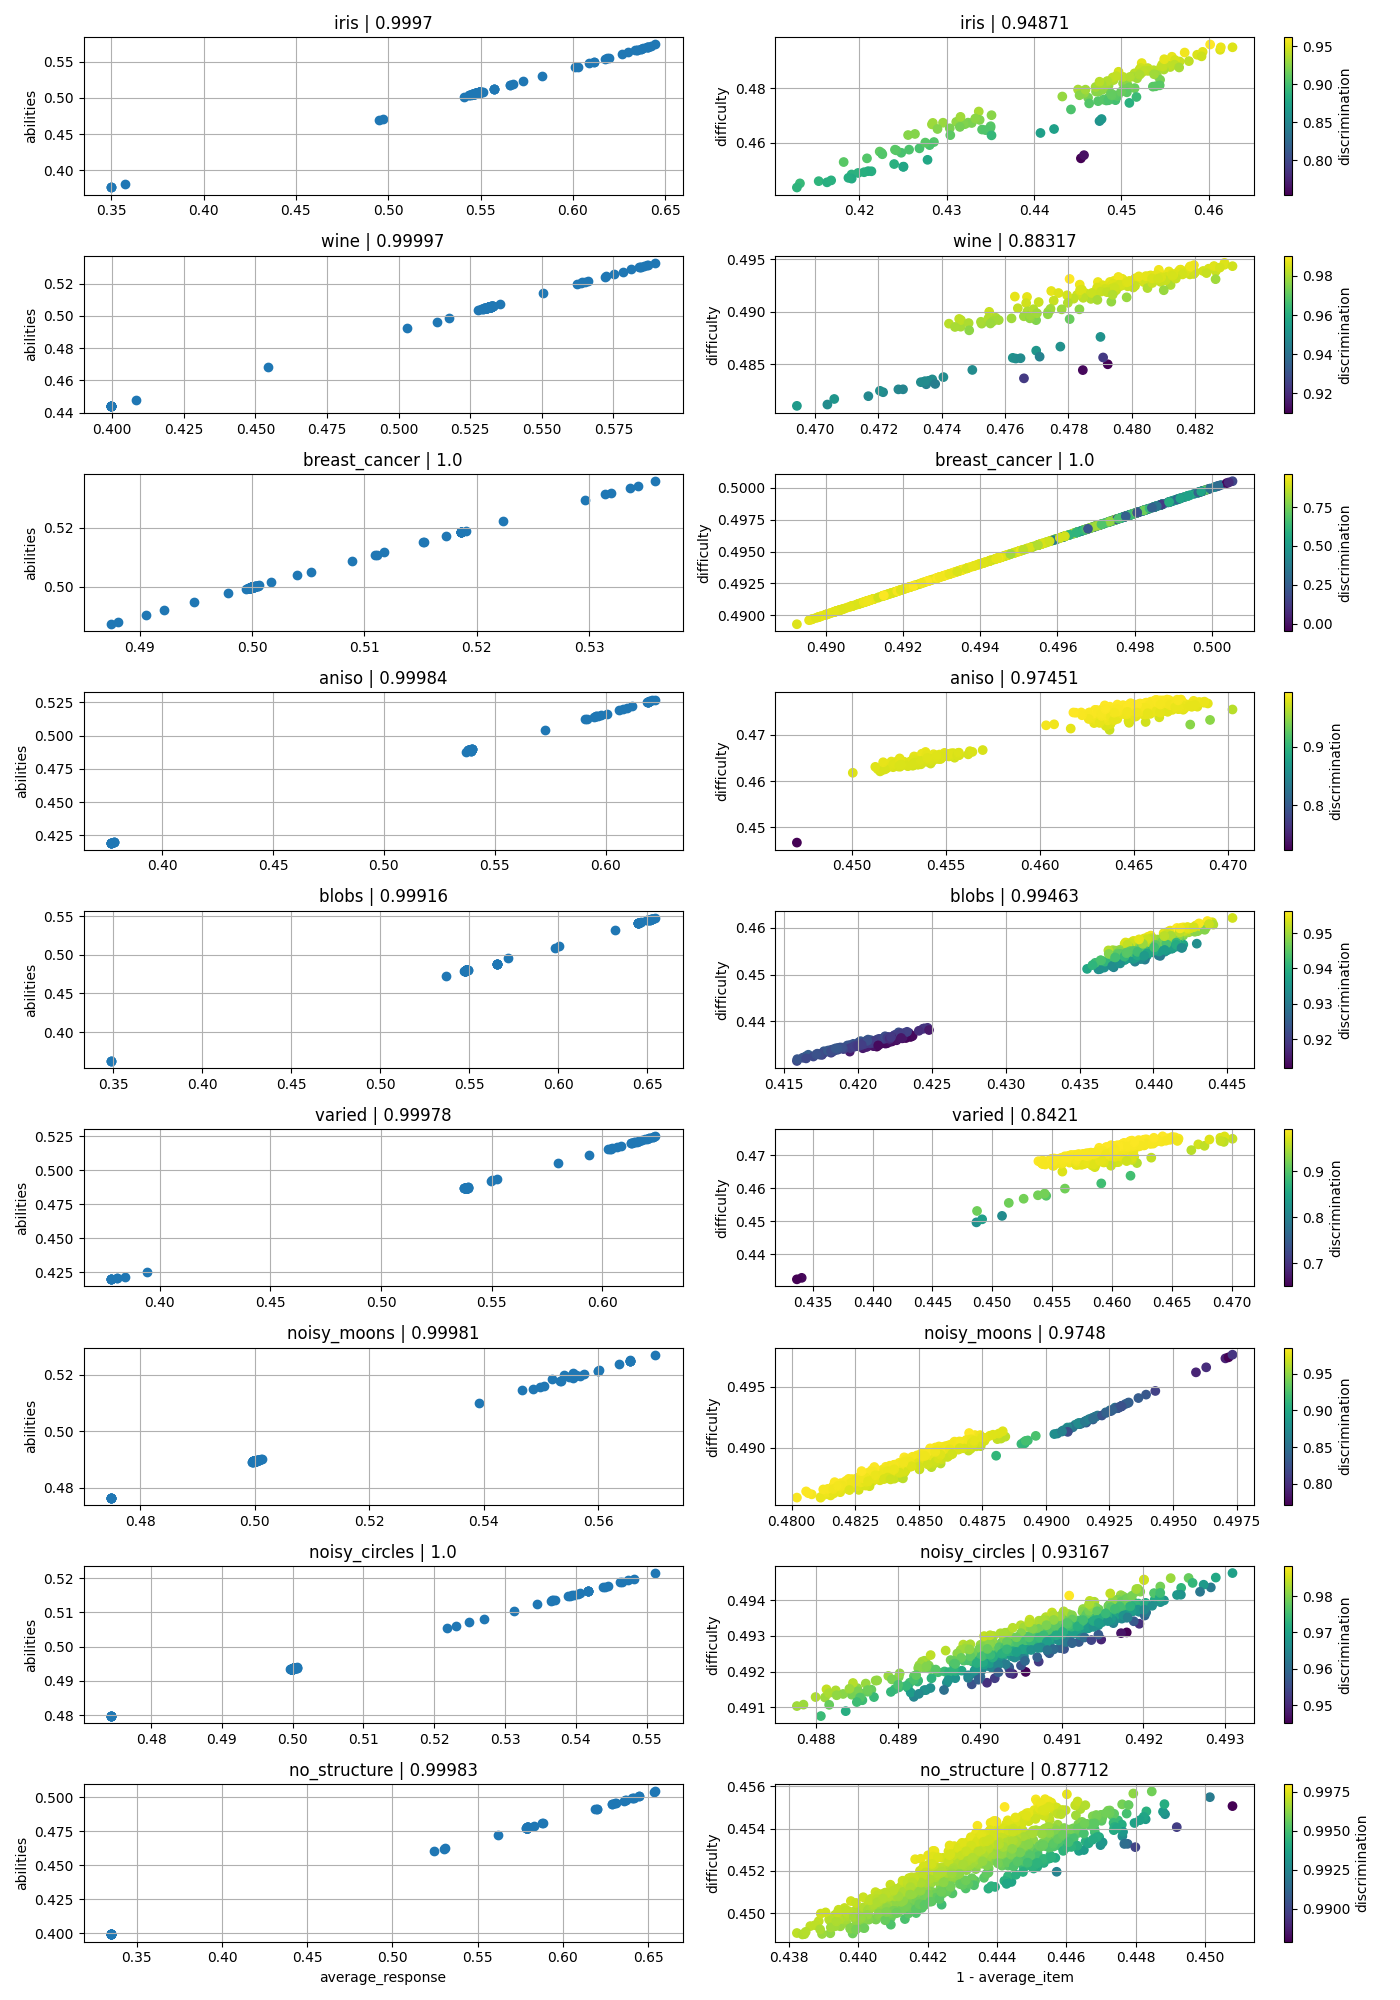 iris | 0.9997
abilities
0.55
0.50
0.45
0.40
0.35 0.40 0.45 0.50 0.55 0.60 0.65
iris | 0.94871
difficulty
0.48
0.46
0.42 0.43 0.44 0.45 0.46
0.95
0.90
0.85
0.80
discrimination
wine | 0.99997
abilities
0.52
0.50
0.48
0.46
0.44
0.400 0.425 0.450 0.475 0.500 0.525 0.550 0.575
wine | 0.88317
difficulty
0.495
0.490
0.485
0.470 0.472 0.474 0.476 0.478 0.480 0.482
0.98
0.96
0.94
0.92
discrimination
breast_cancer | 1.0
abilities
0.52
0.50
0.49 0.50 0.51 0.52 0.53
breast_cancer | 1.0
difficulty
0.5000
0.4975
0.4950
0.4925
0.4900
0.490 0.492 0.494 0.496 0.498 0.500
0.75
0.50
0.25
0.00
discrimination
aniso | 0.99984
abilities
0.525
0.500
0.475
0.450
0.425
0.40 0.45 0.50 0.55 0.60
aniso | 0.97451
difficulty
0.47
0.46
0.45
0.450 0.455 0.460 0.465 0.470
0.9
0.8
discrimination
blobs | 0.99916
abilities
0.55
0.50
0.45
0.40
0.35 0.40 0.45 0.50 0.55 0.60 0.65
blobs | 0.99463
difficulty
0.46
0.45
0.44
0.415 0.420 0.425 0.430 0.435 0.440 0.445
0.95
0.94
0.93
0.92
discrimination
varied | 0.99978
abilities
0.525
0.500
0.475
0.450
0.425
0.40 0.45 0.50 0.55 0.60
varied | 0.8421
difficulty
0.47
0.46
0.45
0.44
0.435 0.440 0.445 0.450 0.455 0.460 0.465 0.470
0.9
0.8
0.7
discrimination
noisy_moons | 0.99981
abilities
0.52
0.50
0.48
0.48 0.50 0.52 0.54 0.56
noisy_moons | 0.9748
difficulty
0.495
0.490
0.4800 0.4825 0.4850 0.4875 0.4900 0.4925 0.4950 0.4975
0.95
0.90
0.85
0.80
discrimination
noisy_circles | 1.0
abilities
0.52
0.51
0.50
0.49
0.48
0.48 0.49 0.50 0.51 0.52 0.53 0.54 0.55
noisy_circles | 0.93167
difficulty
0.494
0.493
0.492
0.491
0.488 0.489 0.490 0.491 0.492 0.493
0.98
0.97
0.96
0.95
discrimination
no_structure | 0.99983
abilities
0.500
0.475
0.450
0.425
0.400
0.35 0.40 0.45 0.50 0.55 0.60 0.65
average_response
no_structure | 0.87712
difficulty
0.456
0.454
0.452
0.450
0.438 0.440 0.442 0.444 0.446 0.448 0.450
1 - average_item
0.9975
0.9950
0.9925
0.9900
discrimination